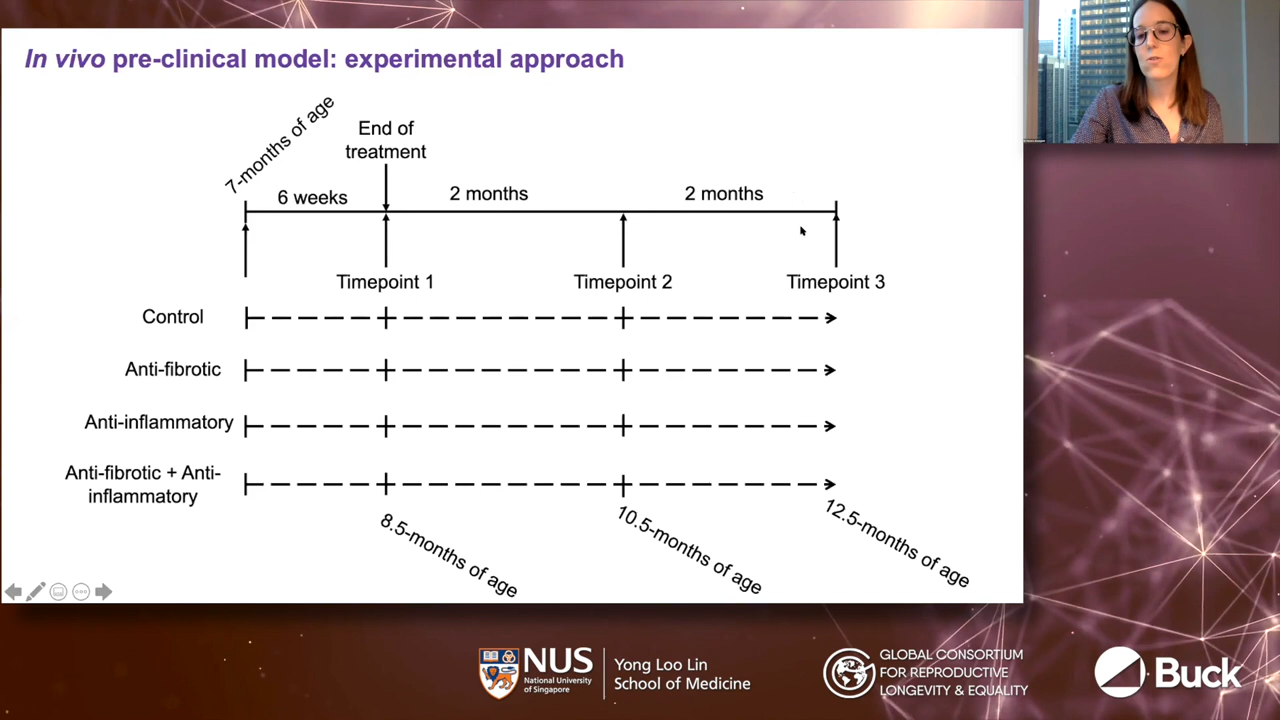 In vivo pre-clinical model: experimental approach
7-months of age
End of
treatment
6 weeks
2 months
2 months
Timepoint 1
Timepoint 2
Timepoint 3
Control
Anti-fibrotic
Anti-inflammatory
Anti-fibrotic + Anti-
inflammatory
8.5-months of age
10.5-months of age
12.5-months of age
NUS
National University
of Singapore
Yong Loo Lin
School of Medicine
GLOBAL CONSORTIUM
FOR REPRODUCTIVE
LONGEVITY & EQUALITY
Buck